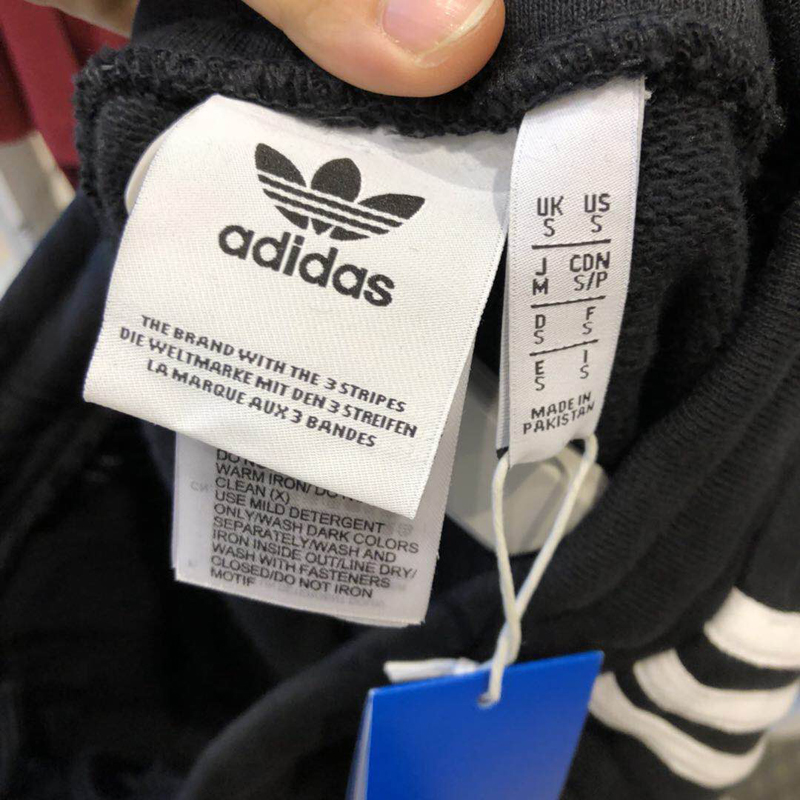 adidas
THE BRAND WITH THE 3 STRIPES
DIE WELTMARKE MIT DEN 3 STREIFEN
LA MARQUE AUX 3 BANDES
WARM IRON/
CLEAN (X)
USE MILD DETERGENT
ONLY/WASH DARK COLORS
SEPARATELY/WASH AND
IRON INSIDE OUT/LINE DRY/
WASH WITH FASTENERS
CLOSED/DO NOT IRON
MOTIF
UK US
S S
J CDN
M S/P
D F
S S
E I
S S
MADE IN
PAKISTAN